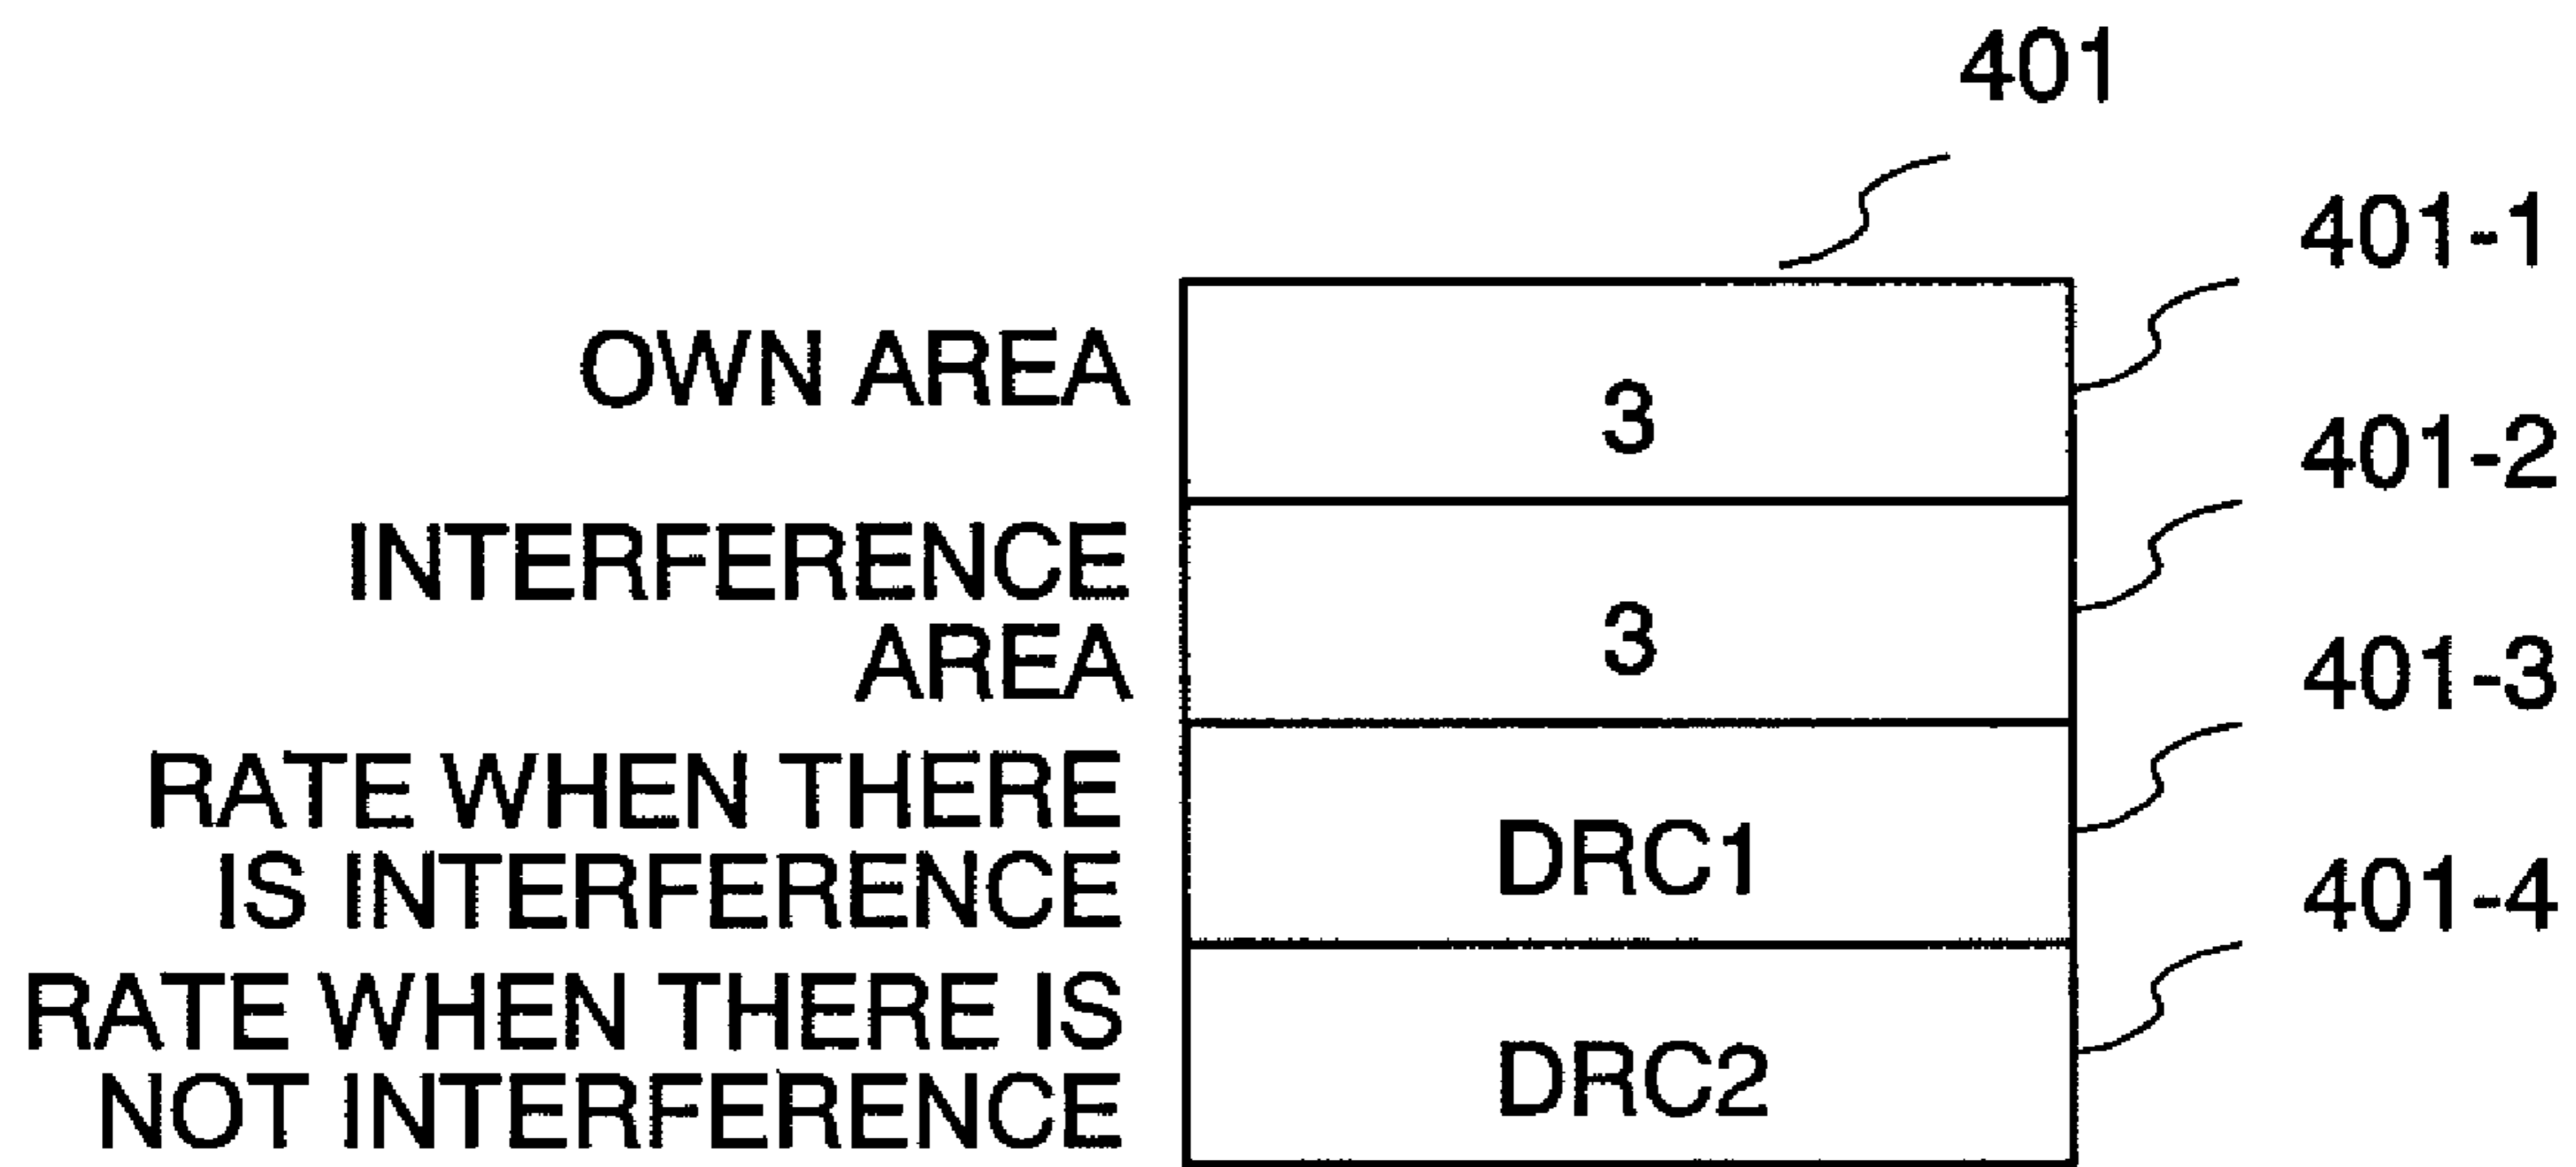 401
401-1
OWN AREA
3
401-2
INTERFERENCE
AREA
3
401-3
RATE WHEN THERE
IS INTERFERENCE
DRC1
401-4
RATE WHEN THERE IS
NOT INTERFERENCE
DRC2